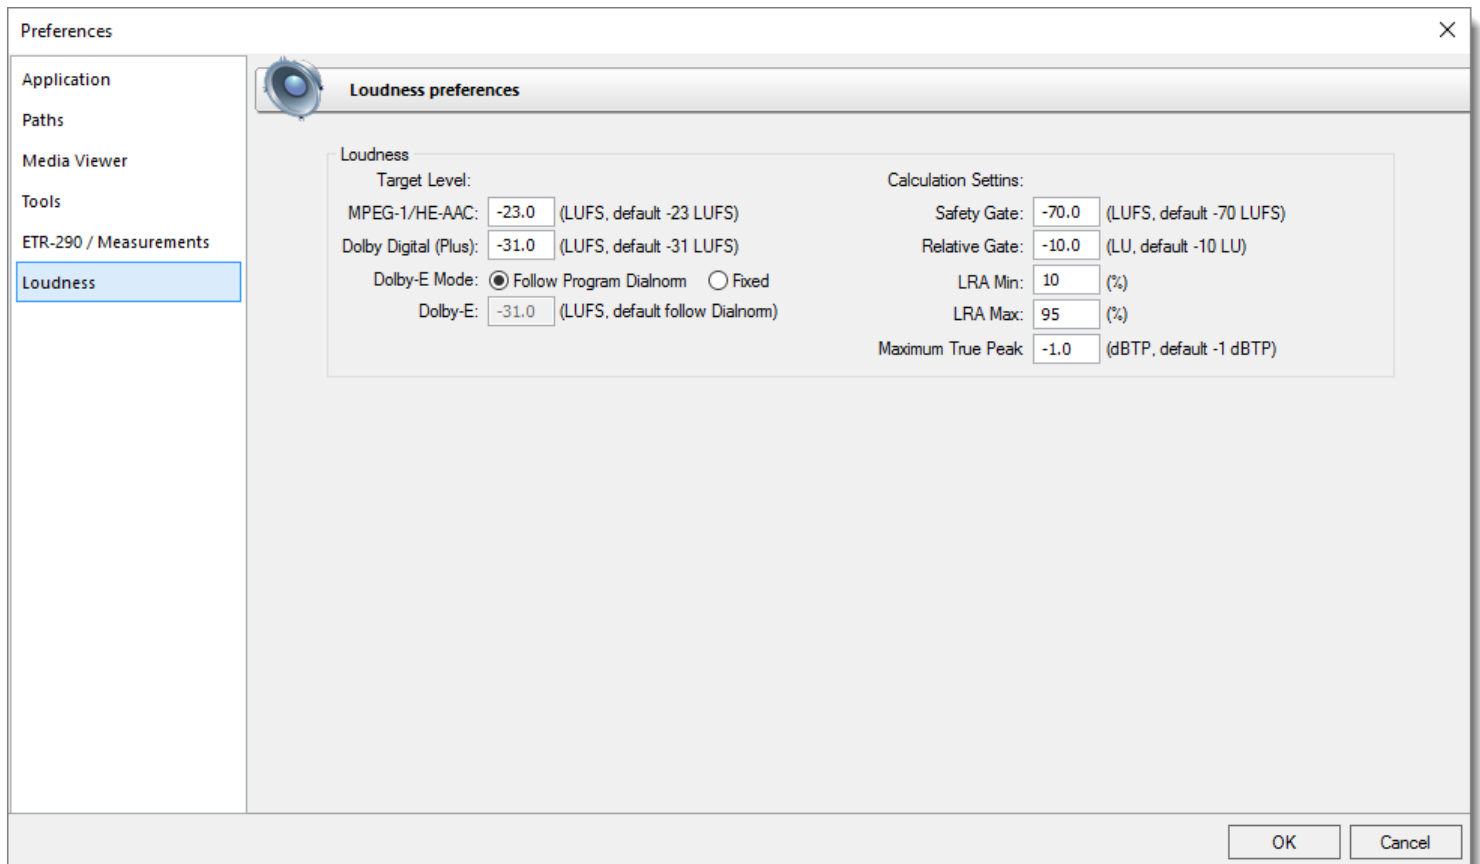 Preferences
Application
Paths
Media Viewer
Tools
ETR-290 / Measurements
Loudness
Loudness preferences
Loudness
Target Level:
MPEG-1/HE-AAC: -23.0 (LUFS, default -23 LUFS)
Dolby Digital (Plus): -31.0 (LUFS, default -31 LUFS)
Dolby-E Mode: Follow Program Dialnorm Fixed
Dolby-E: -31.0 (LUFS, default follow Dialnorm)
Calculation Settins:
Safety Gate: -70.0 (LUFS, default -70 LUFS)
Relative Gate: -10.0 (LU, default -10 LU)
LRA Min: 10 (%)
LRA Max: 95 (%)
Maximum True Peak -1.0 (dBTP, default -1 dBTP)
OK Cancel